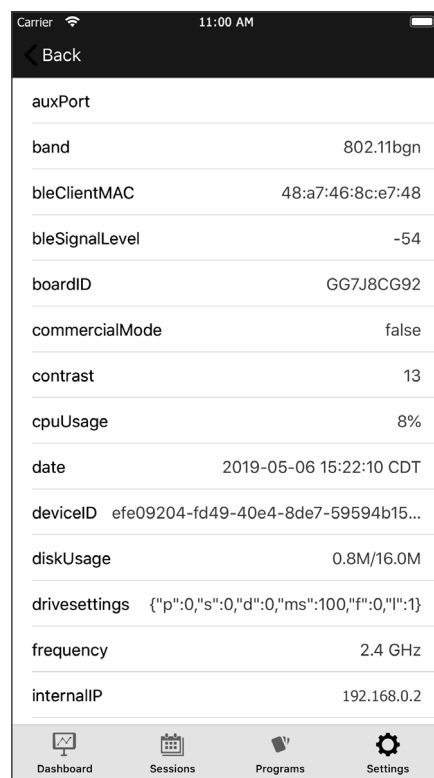 Carrier 11:00 AM
Back
auxPort
band 802.11bgn
bleClientMAC 48:a7:46:8c:e7:48
bleSignalLevel -54
boardID GG7J8CG92
commercialMode false
contrast 13
cpuUsage 8%
date 2019-05-06 15:22:10 CDT
deviceID efe09204-fd49-40e4-8de7-59594b15...
diskUsage 0.8M/16.0M
drivesettings {"p":0,"s":0,"d":0,"ms":100,"f":0,"l":1}
frequency 2.4 GHz
internalIP 192.168.0.2
Dashboard Sessions Programs Settings